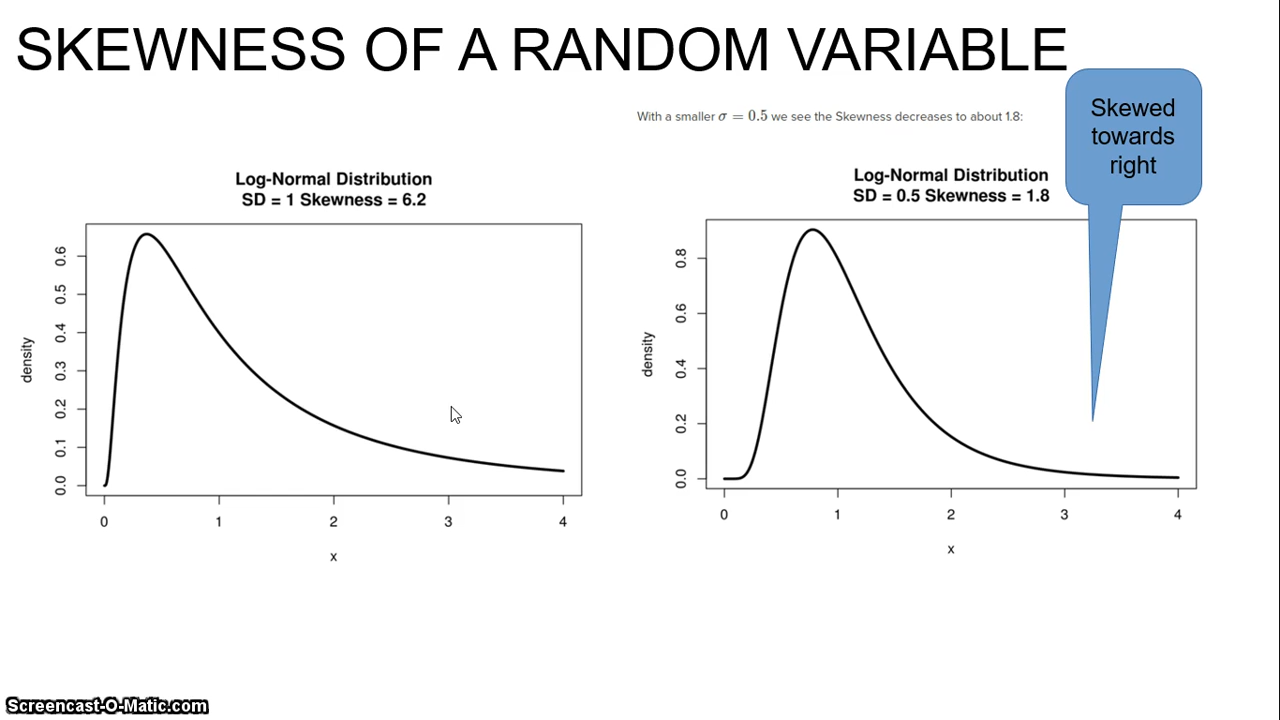 SKEWNESS OF A RANDOM VARIABLE
Skewed
towards
right
With a smaller σ = 0.5 we see the Skewness decreases to about 1.8:
Log-Normal Distribution
SD = 1 Skewness = 6.2
density
0.6
0.5
0.4
0.3
0.2
0.1
0.0
0 1 2 3 4
x
Log-Normal Distribution
SD = 0.5 Skewness = 1.8
density
0.8
0.6
0.4
0.2
0.0
0 1 2 3 4
x
Screencast-O-Matic.com